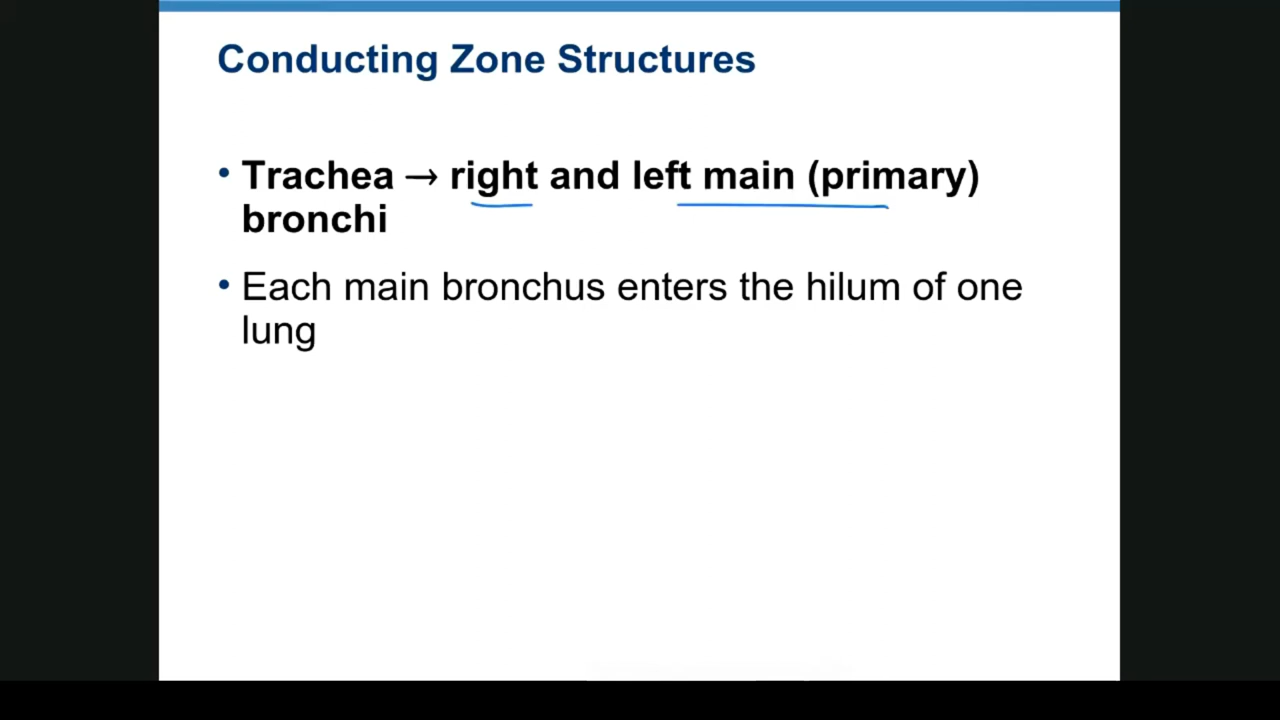 Conducting Zone Structures
• Trachea → right and left main (primary)
bronchi
• Each main bronchus enters the hilum of one
lung